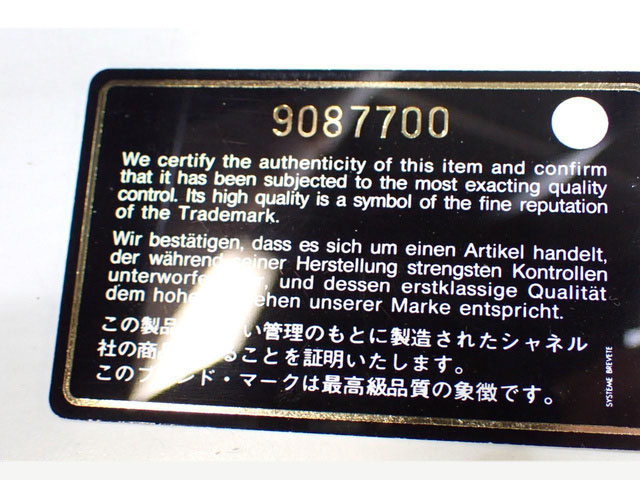 9087700
We certify the authenticity of this item and confirm
that it has been subjected to the most exacting quality
control. Its high quality is a symbol of the fine reputation
of the Trademark.
Wir bestätigen, dass es sich um einen Artikel handelt,
der während seiner Herstellung strengsten Kontrollen
und dessen erstklassige Qualität
dem unserer Marke entspricht.
この製品 い管理のもとに製造されたシャネル
社の商品 ることを証明いたします。
このブランド・マークは最高級品質の象徴です。
SYSTEME BREVETE